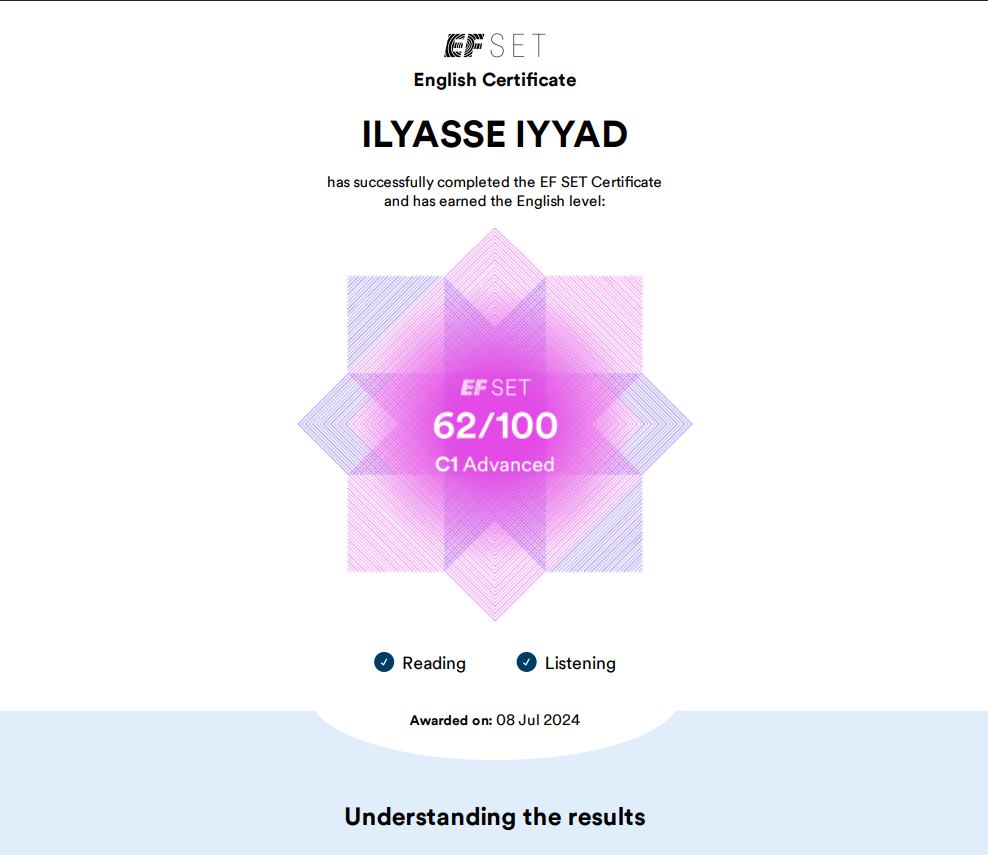 EF SET
English Certificate
ILYASSE IYYAD
has successfully completed the EF SET Certificate
and has earned the English level:
EF SET
62/100
C1 Advanced
Reading Listening
Awarded on: 08 Jul 2024
Understanding the results